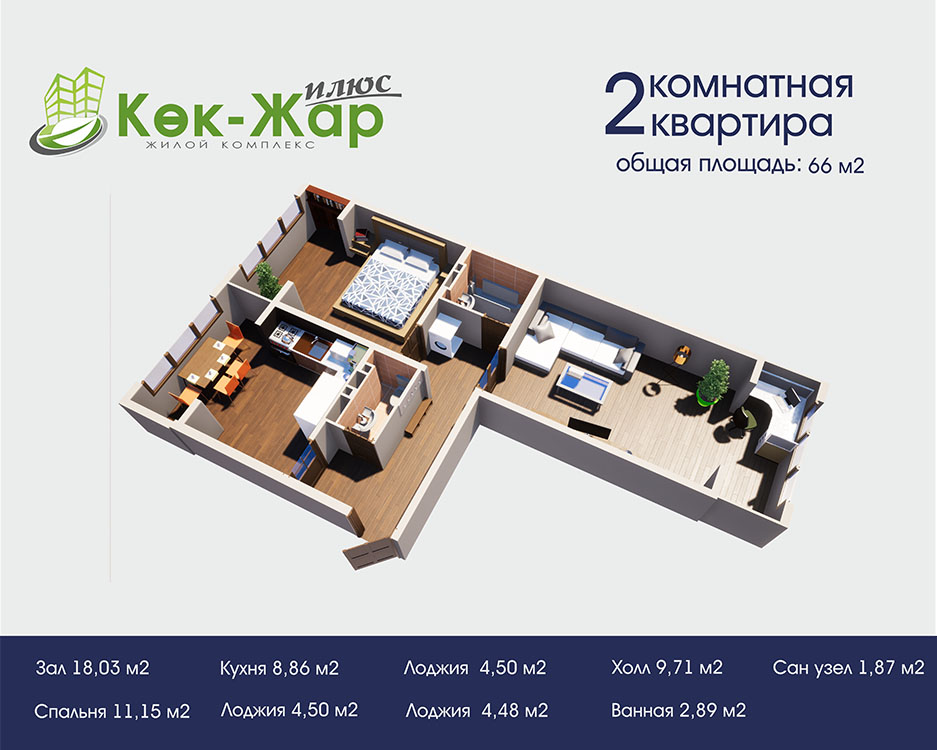 плюс
Көк-Жар
ЖИЛОЙ КОМПЛЕКС
2 комнатная
квартира
общая площадь: 66 м2
Зал 18,03 м2
Кухня 8,86 м2
Лоджия 4,50 м2
Холл 9,71 м2
Сан узел 1,87 м2
Спальня 11,15 м2
Лоджия 4,50 м2
Лоджия 4,48 м2
Ванная 2,89 м2